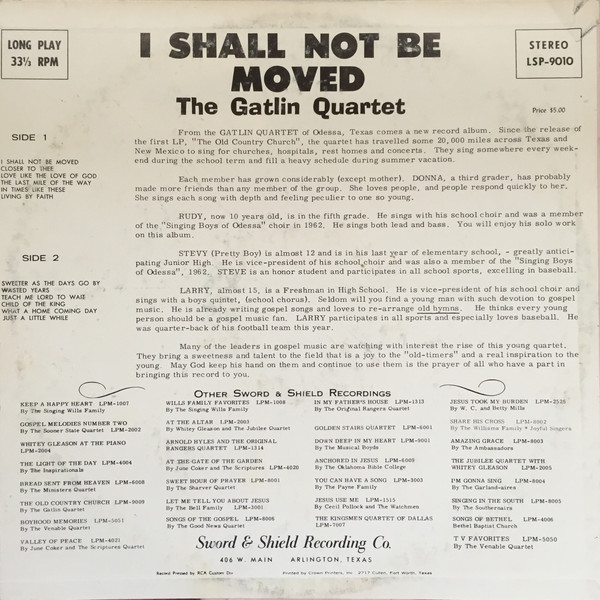 LONG PLAY
33⅓ RPM
I SHALL NOT BE
MOVED
The Gatlin Quartet
STEREO
LSP-9010
Price $5.00
SIDE 1
I SHALL NOT BE MOVED
CLOSER TO THEE
LOVE LIKE THE LOVE OF GOD
THE LAST MILE OF THE WAY
IN TIMES LIKE THESE
LIVING BY FAITH
SIDE 2
SWEETER AS THE DAYS GO BY
WASTED YEARS
TEACH ME LORD TO WAIT
CHILD OF THE KING
WHAT A HOME COMING DAY
JUST A LITTLE WHILE
From the GATLIN QUARTET of Odessa, Texas comes a new record album. Since the release of
the first LP, "The Old Country Church", the quartet has travelled some 20,000 miles across Texas and
New Mexico to sing for churches, hospitals, rest homes and concerts. They sing somewhere every week-
end during the school term and fill a heavy schedule during summer vacation.
Each member has grown considerably (except mother). DONNA, a third grader, has probably
made more friends than any member of the group. She loves people, and people respond quickly to her.
She sings each song with depth and feeling peculiar to one so young.
RUDY, now 10 years old, is in the fifth grade. He sings with his school choir and was a member
of the "Singing Boys of Odessa" choir in 1962. He sings both lead and bass. You will enjoy his solo work
on this album.
STEVY (Pretty Boy) is almost 12 and is in his last year of elementary school, - greatly antici-
pating Junior High. He is vice-president of his school choir and was also a member of the "Singing Boys
of Odessa", 1962. STEVE is an honor student and participates in all school sports, excelling in baseball.
LARRY, almost 15, is a Freshman in High School. He is vice-president of his school choir and
sings with a boys quintet, (school chorus). Seldom will you find a young man with such devotion to gospel
music. He is already writing gospel songs and loves to re-arrange old hymns. He thinks every young
person should be a gospel music fan. LARRY participates in all sports and especially loves baseball. He
was quarter-back of his football team this year.
Many of the leaders in gospel music are watching with interest the rise of this young quartet.
They bring a sweetness and talent to the field that is a joy to the "old-timers" and a real inspiration to the
young. May God keep his hand on them and continue to use them is the prayer of all who have a part in
bringing this record to you.
OTHER SWORD & SHIELD RECORDINGS
KEEP A HAPPY HEART LPM-1007
By The Singing Wills Family
GOSPEL MELODIES NUMBER TWO
By The Sooner State Quartet LPM-2002
WHITEY GLEASON AT THE PIANO
LPM-2004
THE LIGHT OF THE DAY LPM-4004
By The Inspirationals
BREAD SENT FROM HEAVEN LPM-6008
By The Ministers Quartet
THE OLD COUNTRY CHURCH LPM-9009
By The Gatlin Quartet
BOYHOOD MEMORIES LPM-5051
By The Venable Quartet
VALLEY OF PEACE LPM-4021
By June Coker and The Scriptures Quartet
WILLS FAMILY FAVORITES LPM-1008
By The Singing Wills Family
AT THE ALTAR LPM-2003
By Whitey Gleason and The Jubilee Quartet
ARNOLD HYLES AND THE ORIGINAL
RANGERS QUARTET LPM-1314
AT THE GATE OF THE GARDEN
By June Coker and The Scriptures LPM-4020
SWEET HOUR OF PRAYER LPM-8001
By The Sharver Quartet
LET ME TELL YOU ABOUT JESUS
By The Bell Family LPM-3001
SONGS OF THE GOSPEL LPM-8006
By The Good News Quartet
IN MY FATHER'S HOUSE LPM-1313
By The Original Rangers Quartet
GOLDEN STAIRS QUARTET LPM-6001
DOWN DEEP IN MY HEART LPM-9001
By The Musical Boyds
ANCHORED IN JESUS LPM-4009
By The Oklahoma Bible College
YOU CAN HAVE A SONG LPM-3003
By The Payne Family
JESUS USE ME LPM-1515
By Cecil Pollock and The Watchmen
THE KINGSMEN QUARTET OF DALLAS
LPM-7007
JESUS TOOK MY BURDEN LPM-2525
By W. C. and Betty Mills
SHARE HIS CROSS LPM-9002
By The Williams Family * Joyful Singers
AMAZING GRACE LPM-8003
By The Ambassadors
THE JUBILEE QUARTET WITH
WHITEY GLEASON LPM-2005
I'M GONNA SING LPM-8004
By The Garland-aires
SINGING IN THE SOUTH LPM-8005
By The Southernairs
SONGS OF BETHEL LPM-4006
Bethel Baptist Church
T V FAVORITES LPM-5050
By The Venable Quartet
Sword & Shield Recording Co.
406 W. MAIN ARLINGTON, TEXAS
Record Pressed by RCA Custom Div Printed by Crown Printers, Inc. 2717 Cullen, Fort Worth, Texas